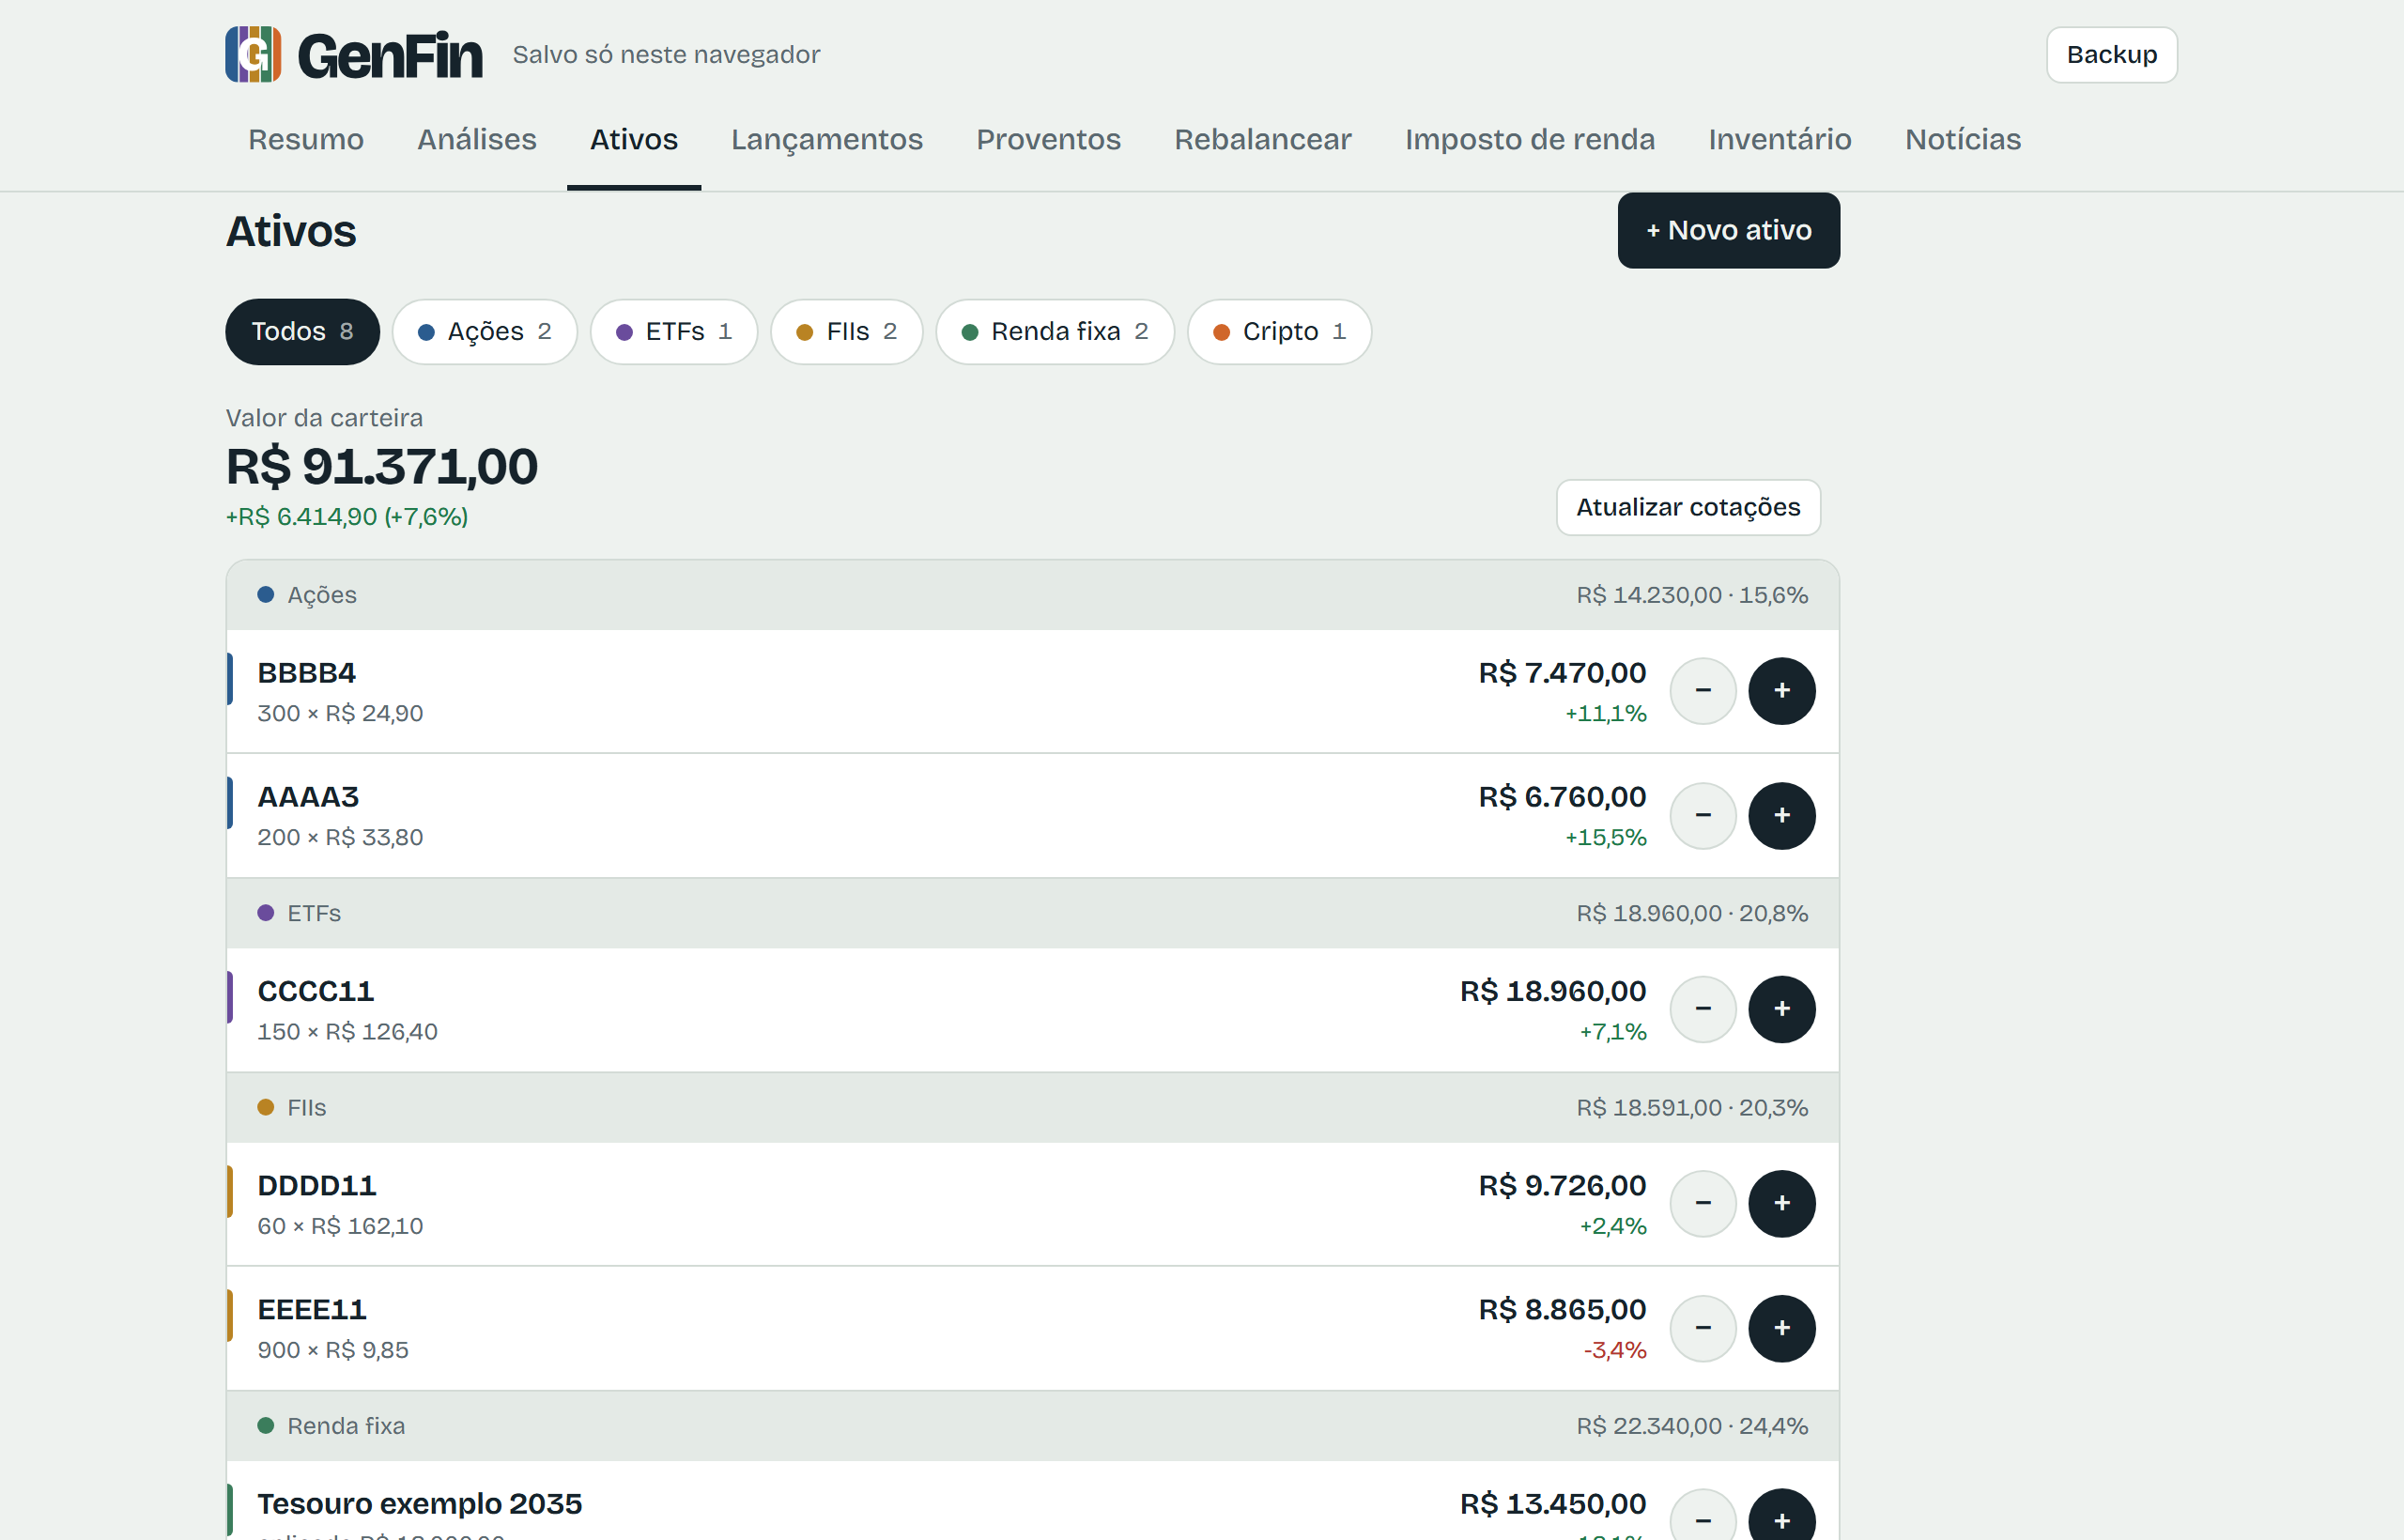 G GenFin Salvo só neste navegador Backup
Resumo Análises Ativos Lançamentos Proventos Rebalancear Imposto de renda Inventário Notícias
Ativos + Novo ativo
Todos 8 Ações 2 ETFs 1 FIIs 2 Renda fixa 2 Cripto 1
Valor da carteira
R$ 91.371,00
+R$ 6.414,90 (+7,6%) Atualizar cotações
Ações R$ 14.230,00 · 15,6%
BBBB4 R$ 7.470,00 − +
300 × R$ 24,90 +11,1%
AAAA3 R$ 6.760,00 − +
200 × R$ 33,80 +15,5%
ETFs R$ 18.960,00 · 20,8%
CCCC11 R$ 18.960,00 − +
150 × R$ 126,40 +7,1%
FIIs R$ 18.591,00 · 20,3%
DDDD11 R$ 9.726,00 − +
60 × R$ 162,10 +2,4%
EEEE11 R$ 8.865,00 − +
900 × R$ 9,85 -3,4%
Renda fixa R$ 22.340,00 · 24,4%
Tesouro exemplo 2035 R$ 13.450,00 − +